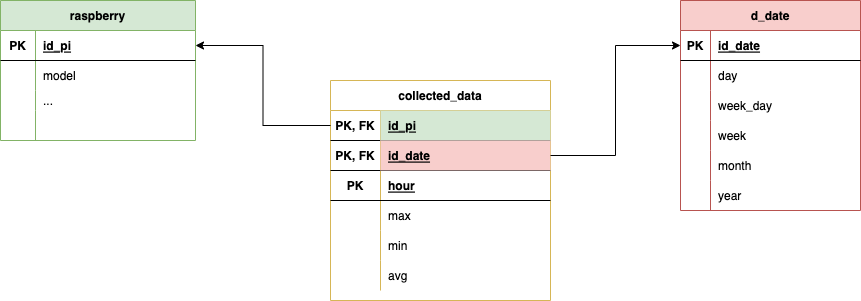 raspberry
PK id_pi
model
...
d_date
PK id_date
day
week_day
week
month
year
collected_data
PK, FK id_pi
PK, FK id_date
PK hour
max
min
avg